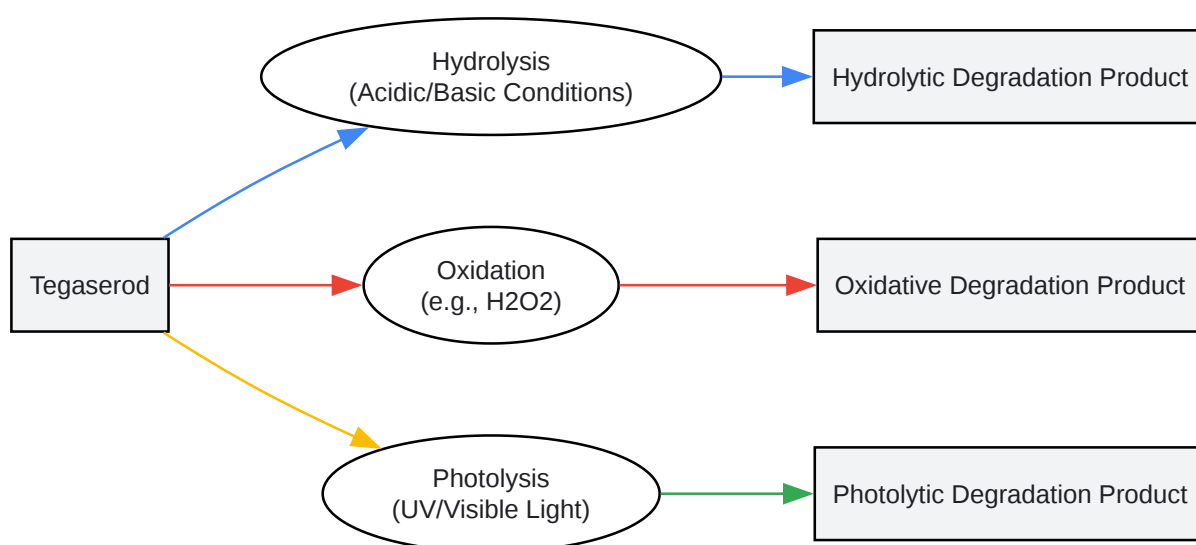 Hydrolysis
(Acidic/Basic Conditions)
Hydrolytic Degradation Product
Tegaserod
Oxidation
(e.g., H2O2)
Oxidative Degradation Product
Photolysis
(UV/Visible Light)
Photolytic Degradation Product